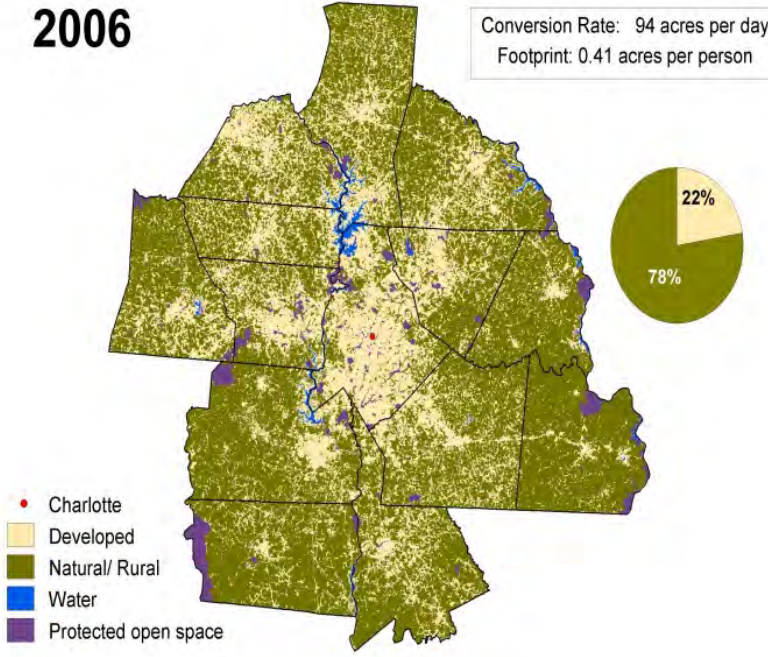 2006
Conversion Rate: 94 acres per day
Footprint: 0.41 acres per person
22%
78%
Charlotte
Developed
Natural/ Rural
Water
Protected open space